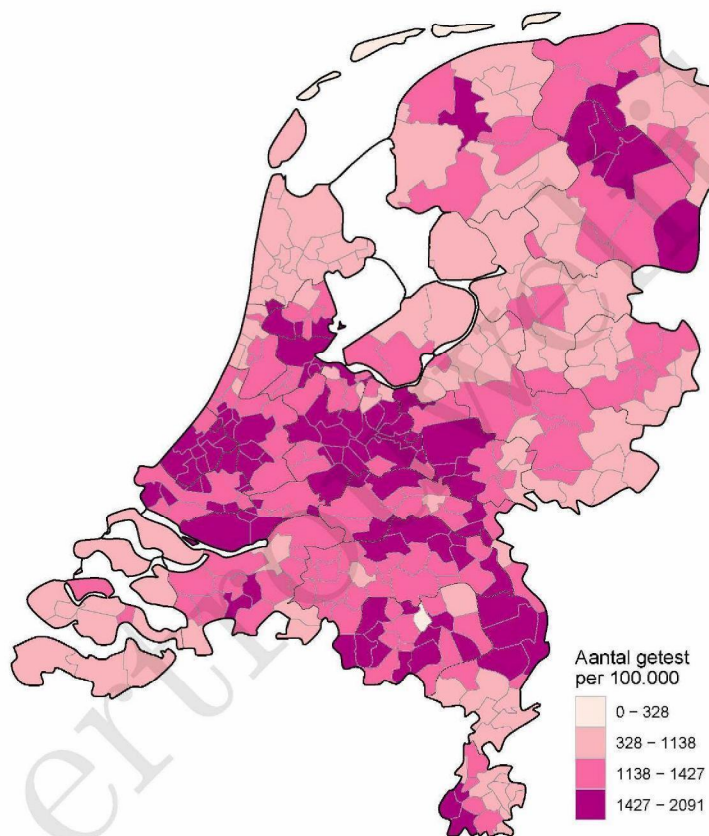 Aantal getest
per 100.000
0 – 328
328 – 1138
1138 – 1427
1427 – 2091